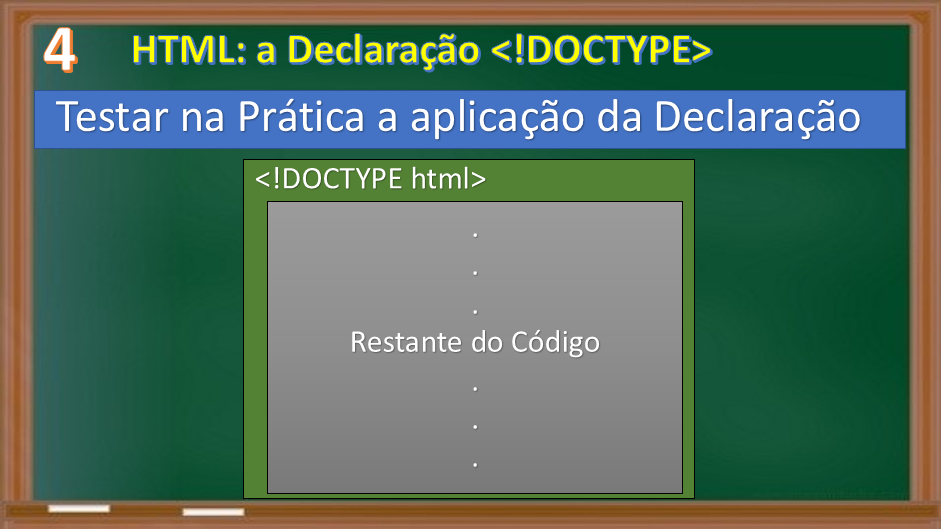 4 HTML: a Declaração <!DOCTYPE>
Testar na Prática a aplicação da Declaração
<!DOCTYPE html>
.
.
.
Restante do Código
.
.
.